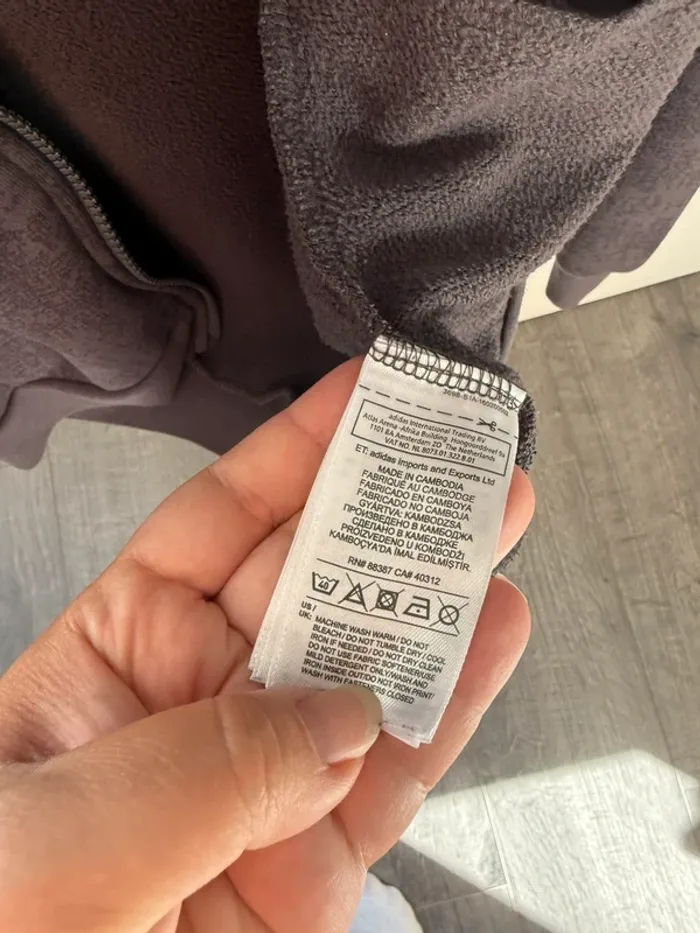 adidas International Trading BV
Atlas Arena -Afrika Building Hoogoorddreef 9a
1101 BA Amsterdam ZD The Netherlands
VAT NO. NL 8073.01.322.B.01
ET: adidas Imports and Exports Ltd
MADE IN CAMBODIA
FABRIQUÉ AU CAMBODGE
FABRICADO EN CAMBOYA
FABRICADO NO CAMBOJA
GYÁRTVA: KAMBODZSA
ПРОИЗВЕДЕНО В КАМБОДЖА
СДЕЛАНО В КАМБОДЖЕ
PROIZVEDENO U KOMBODŽI
KAMBOÇYA'DA İMAL EDİLMİŞTİR.
RN# 88387 CA# 40312
40
US /
UK: MACHINE WASH WARM / DO NOT
BLEACH / DO NOT TUMBLE DRY / COOL
IRON IF NEEDED / DO NOT DRY CLEAN
DO NOT USE FABRIC SOFTENER/USE
MILD DETERGENT ONLY/WASH AND
IRON INSIDE OUT/DO NOT IRON PRINT/
WASH WITH FASTENERS CLOSED